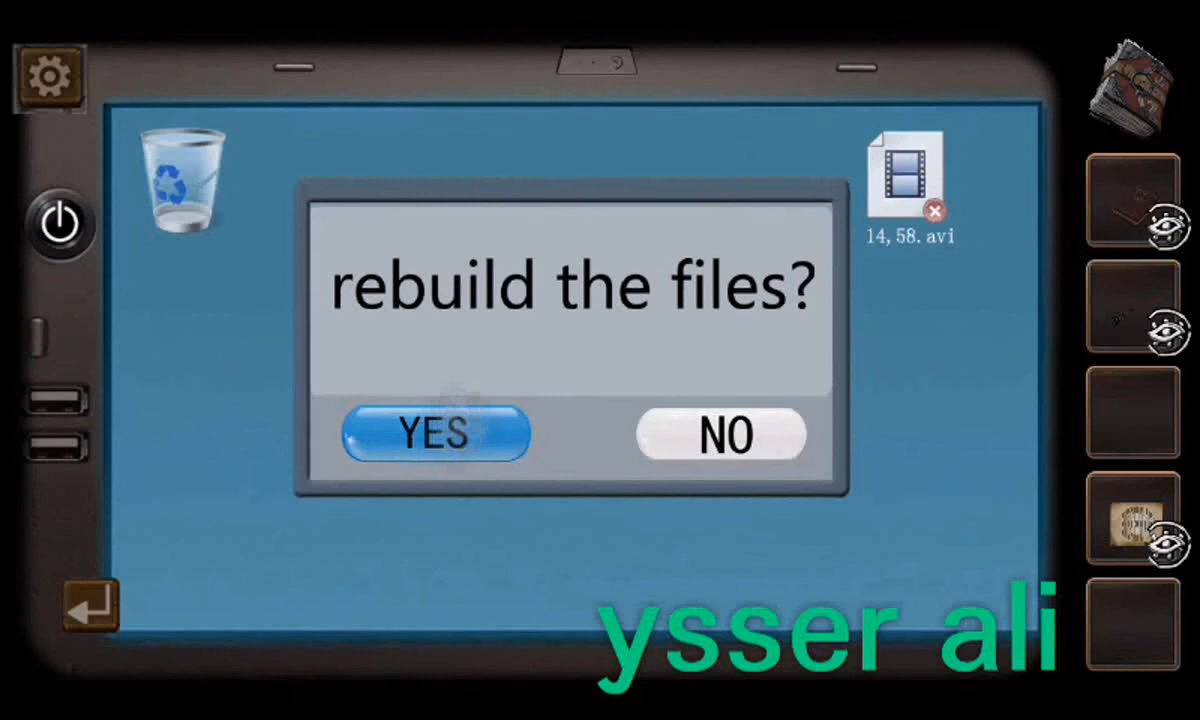 14,58.avi
rebuild the files?
YES
NO
ysser ali